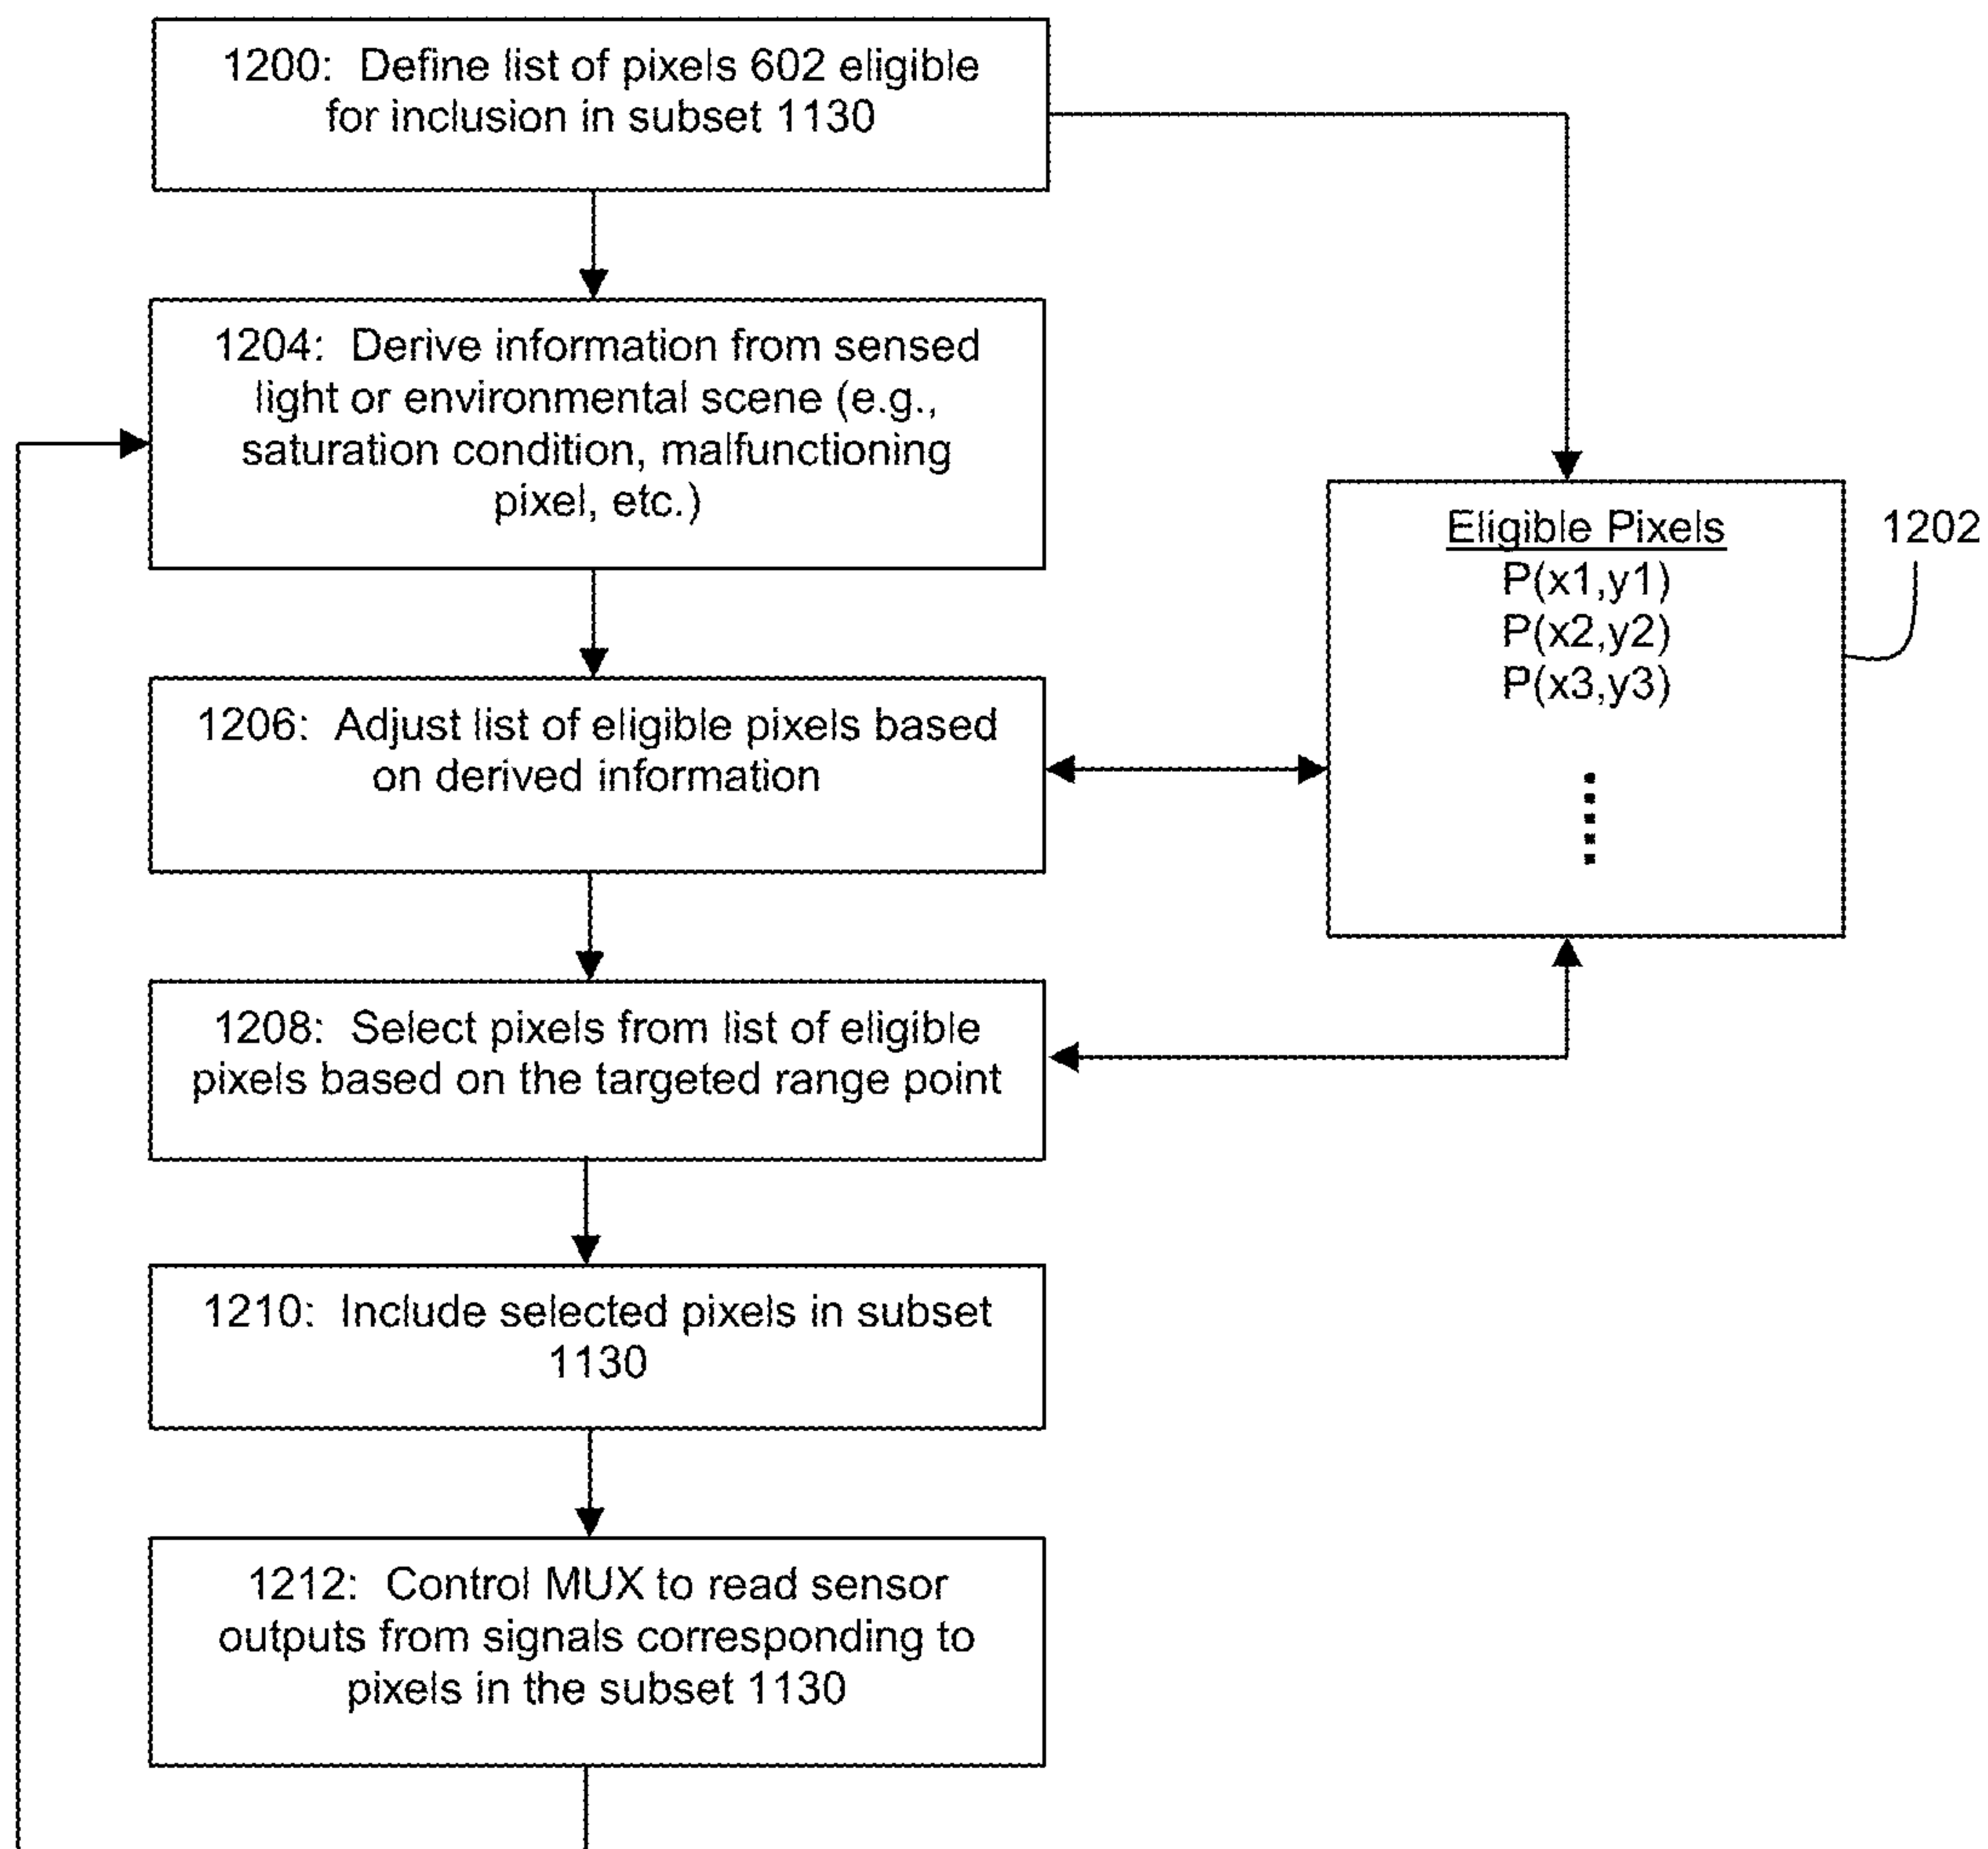 1200: Define list of pixels 602 eligible
for inclusion in subset 1130
1204: Derive information from sensed
light or environmental scene (e.g.,
saturation condition, malfunctioning
pixel, etc.)
Eligible Pixels
P(x1,y1)
P(x2,y2)
P(x3,y3)
1202
1206: Adjust list of eligible pixels based
on derived information
1208: Select pixels from list of eligible
pixels based on the targeted range point
1210: Include selected pixels in subset
1130
1212: Control MUX to read sensor
outputs from signals corresponding to
pixels in the subset 1130